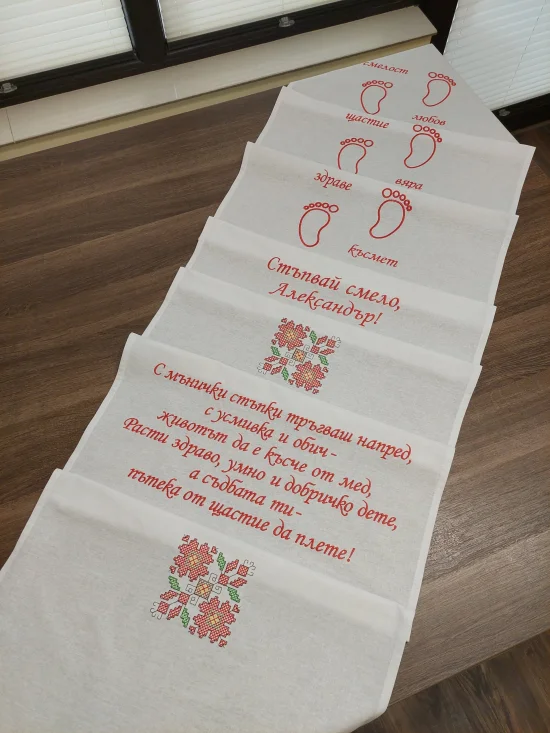 смелост
любов
щастие
вяра
здраве
късмет
Стъпвай смело,
Александър!
С мънички стъпки тръгваш напред,
с усмивка и обич-
животът да е късче от мед,
Расти здраво, умно и добричко дете,
а съдбата ти-
пътека от щастие да плете!